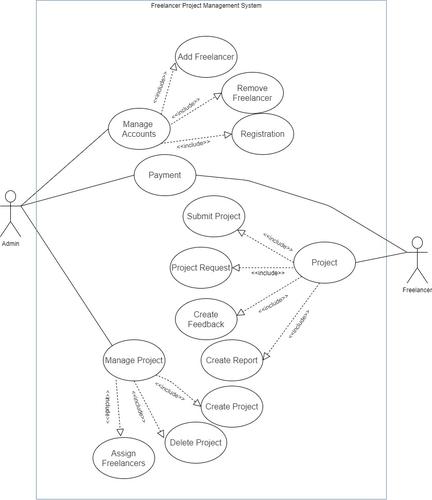 Freelancer Project Management System
Add Freelancer
<<include>>
Remove
Freelancer
<<include>>
Manage
Accounts
Registration
<<include>>
Payment
Submit Project
<<include>>
Admin
Project
Project Request
<<include>>
Freelancer
Create
Feedback
<<include>>
<<include>>
Manage Project
Create Report
<<include>>
Create Project
<<include>>
<<include>>
Delete Project
Assign
Freelancers